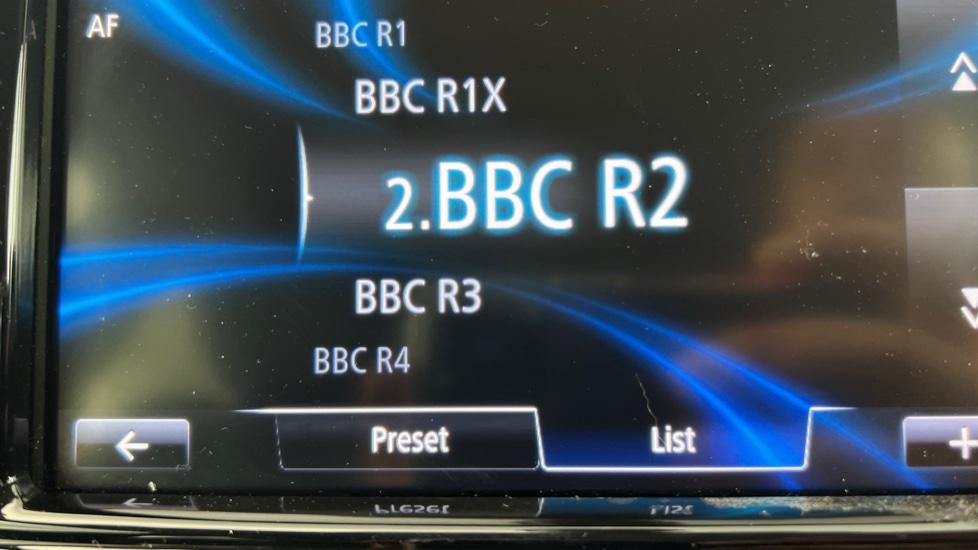 AF
BBC R1
BBC R1X
2.BBC R2
BBC R3
BBC R4
Preset
List